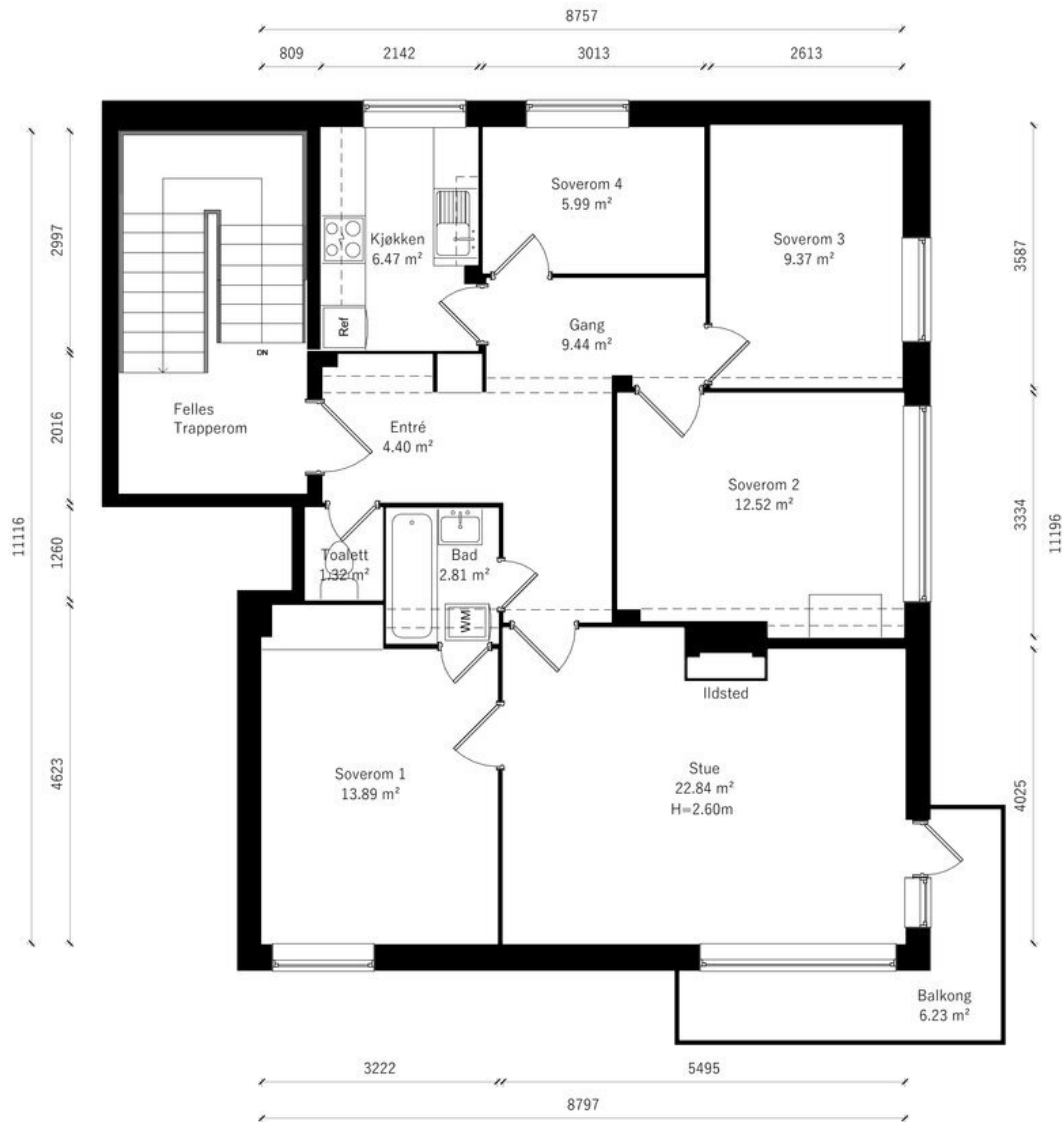 8757
809
2142
3013
2613
Soverom 4
5.99 m²
Kjøkken
6.47 m²
Soverom 3
9.37 m²
2997
3587
Ref
Gang
9.44 m²
DN
Felles
Trapperom
Entré
4.40 m²
2016
Soverom 2
12.52 m²
11116
1260
3334
11196
Toalett
1.32 m²
Bad
2.81 m²
WM
Ildsted
4623
Soverom 1
13.89 m²
Stue
22.84 m²
H=2.60m
4025
Balkong
6.23 m²
3222
5495
8797